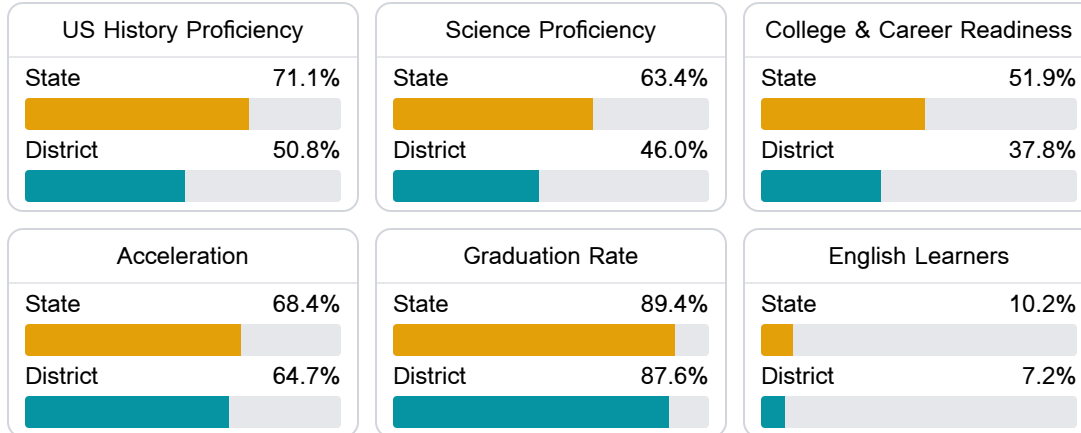 US History Proficiency
State 71.1%
District 50.8%
Science Proficiency
State 63.4%
District 46.0%
College & Career Readiness
State 51.9%
District 37.8%
Acceleration
State 68.4%
District 64.7%
Graduation Rate
State 89.4%
District 87.6%
English Learners
State 10.2%
District 7.2%